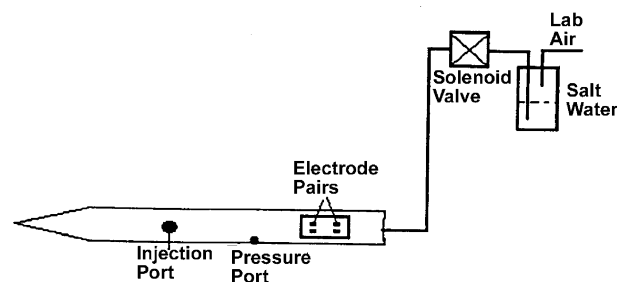 Lab
Air
Solenoid
Valve
Salt
Water
Electrode
Pairs
Injection
Port
Pressure
Port